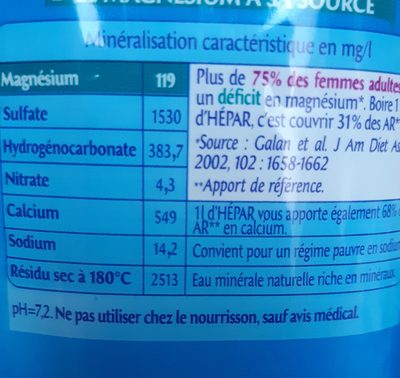 MAGNÉSIUM À SA SOURCE
Minéralisation caractéristique en mg/l
Magnésium 119
Sulfate 1530
Hydrogénocarbonate 383,7
Nitrate 4,3
Calcium 549
Sodium 14,2
Résidu sec à 180°C 2513
Plus de 75% des femmes adultes
un déficit en magnésium*. Boire 1
d'HÉPAR, c'est couvrir 31% des AR**
*Source : Galan et al. J Am Diet As
2002, 102 : 1658-1662
**Apport de référence.
1l d'HÉPAR vous apporte également 68%
AR** en calcium.
Convient pour un régime pauvre en sodium
Eau minérale naturelle riche en minéraux.
pH=7,2. Ne pas utiliser chez le nourrisson, sauf avis médical.